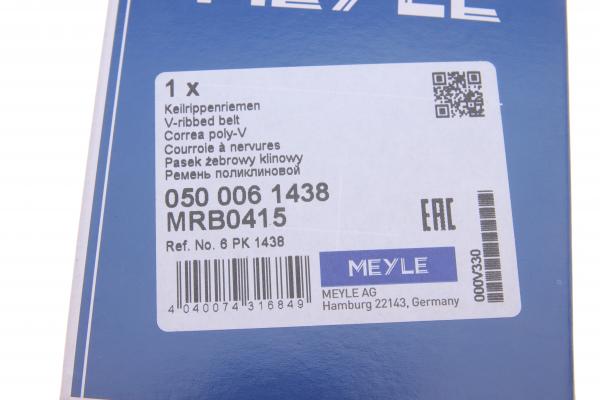 MEYLE
1 x
Keilrippenriemen
V-ribbed belt
Correa poly-V
Courroie à nervures
Pasek żebrowy klinowy
Ремень поликлиновой
050 006 1438
MRB0415
Ref. No. 6 PK 1438
EAC
MEYLE
MEYLE AG
Hamburg 22143, Germany
4 040074 316849
000V330